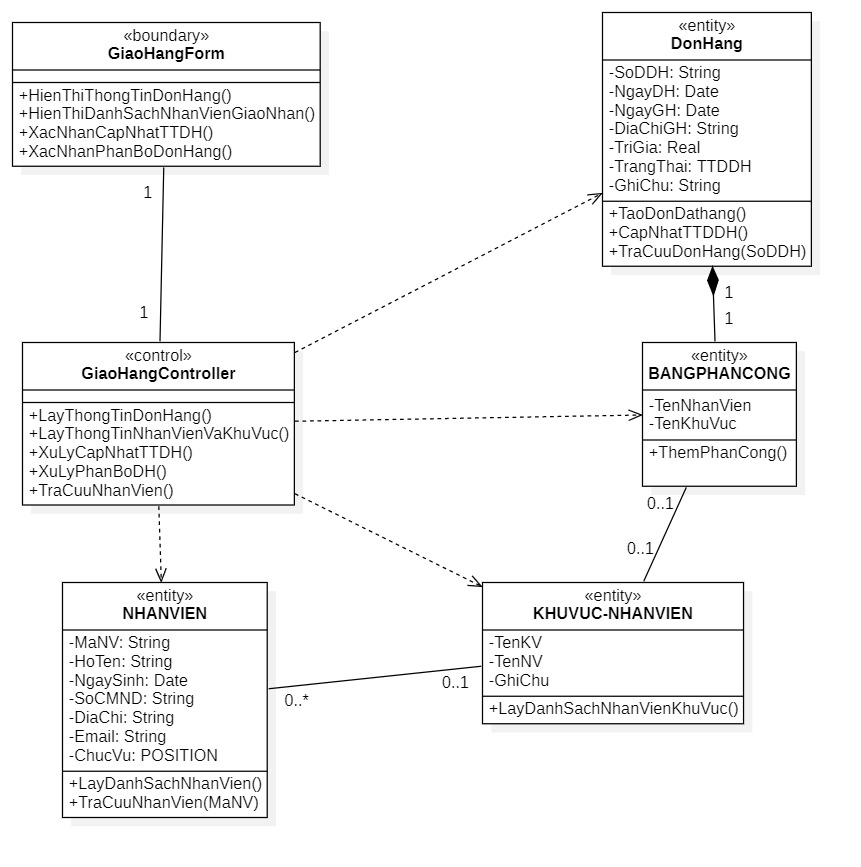 «boundary»
GiaoHangForm
+HienThiThongTinDonHang()
+HienThiDanhSachNhanVienGiaoNhan()
+XacNhanCapNhatTTDH()
+XacNhanPhanBoDonHang()
«entity»
DonHang
-SoDDH: String
-NgayDH: Date
-NgayGH: Date
-DiaChiGH: String
-TriGia: Real
-TrangThai: TTDDH
-GhiChu: String
+TaoDonDathang()
+CapNhatTTDDH()
+TraCuuDonHang(SoDDH)
1
1
1
1
«control»
GiaoHangController
+LayThongTinDonHang()
+LayThongTinNhanVienVaKhuVuc()
+XuLyCapNhatTTDH()
+XuLyPhanBoDH()
+TraCuuNhanVien()
«entity»
BANGPHANCONG
-TenNhanVien
-TenKhuVuc
+ThemPhanCong()
0..1
0..1
«entity»
NHANVIEN
-MaNV: String
-HoTen: String
-NgaySinh: Date
-SoCMND: String
-DiaChi: String
-Email: String
-ChucVu: POSITION
+LayDanhSachNhanVien()
+TraCuuNhanVien(MaNV)
0..*
0..1
«entity»
KHUVUC-NHANVIEN
-TenKV
-TenNV
-GhiChu
+LayDanhSachNhanVienKhuVuc()